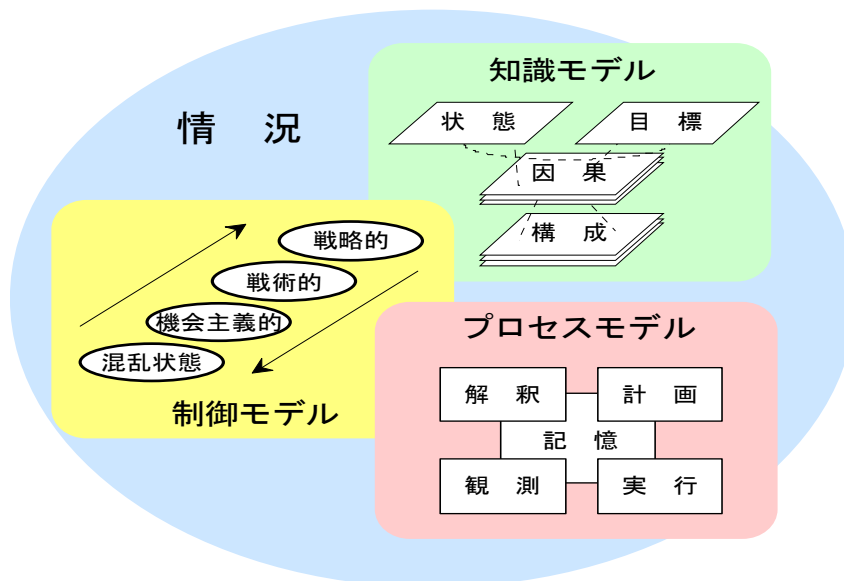 情 況
知識モデル
状 態
目 標
因 果
構 成
戦略的
戦術的
機会主義的
混乱状態
制御モデル
プロセスモデル
解 釈
計 画
記 憶
観 測
実 行